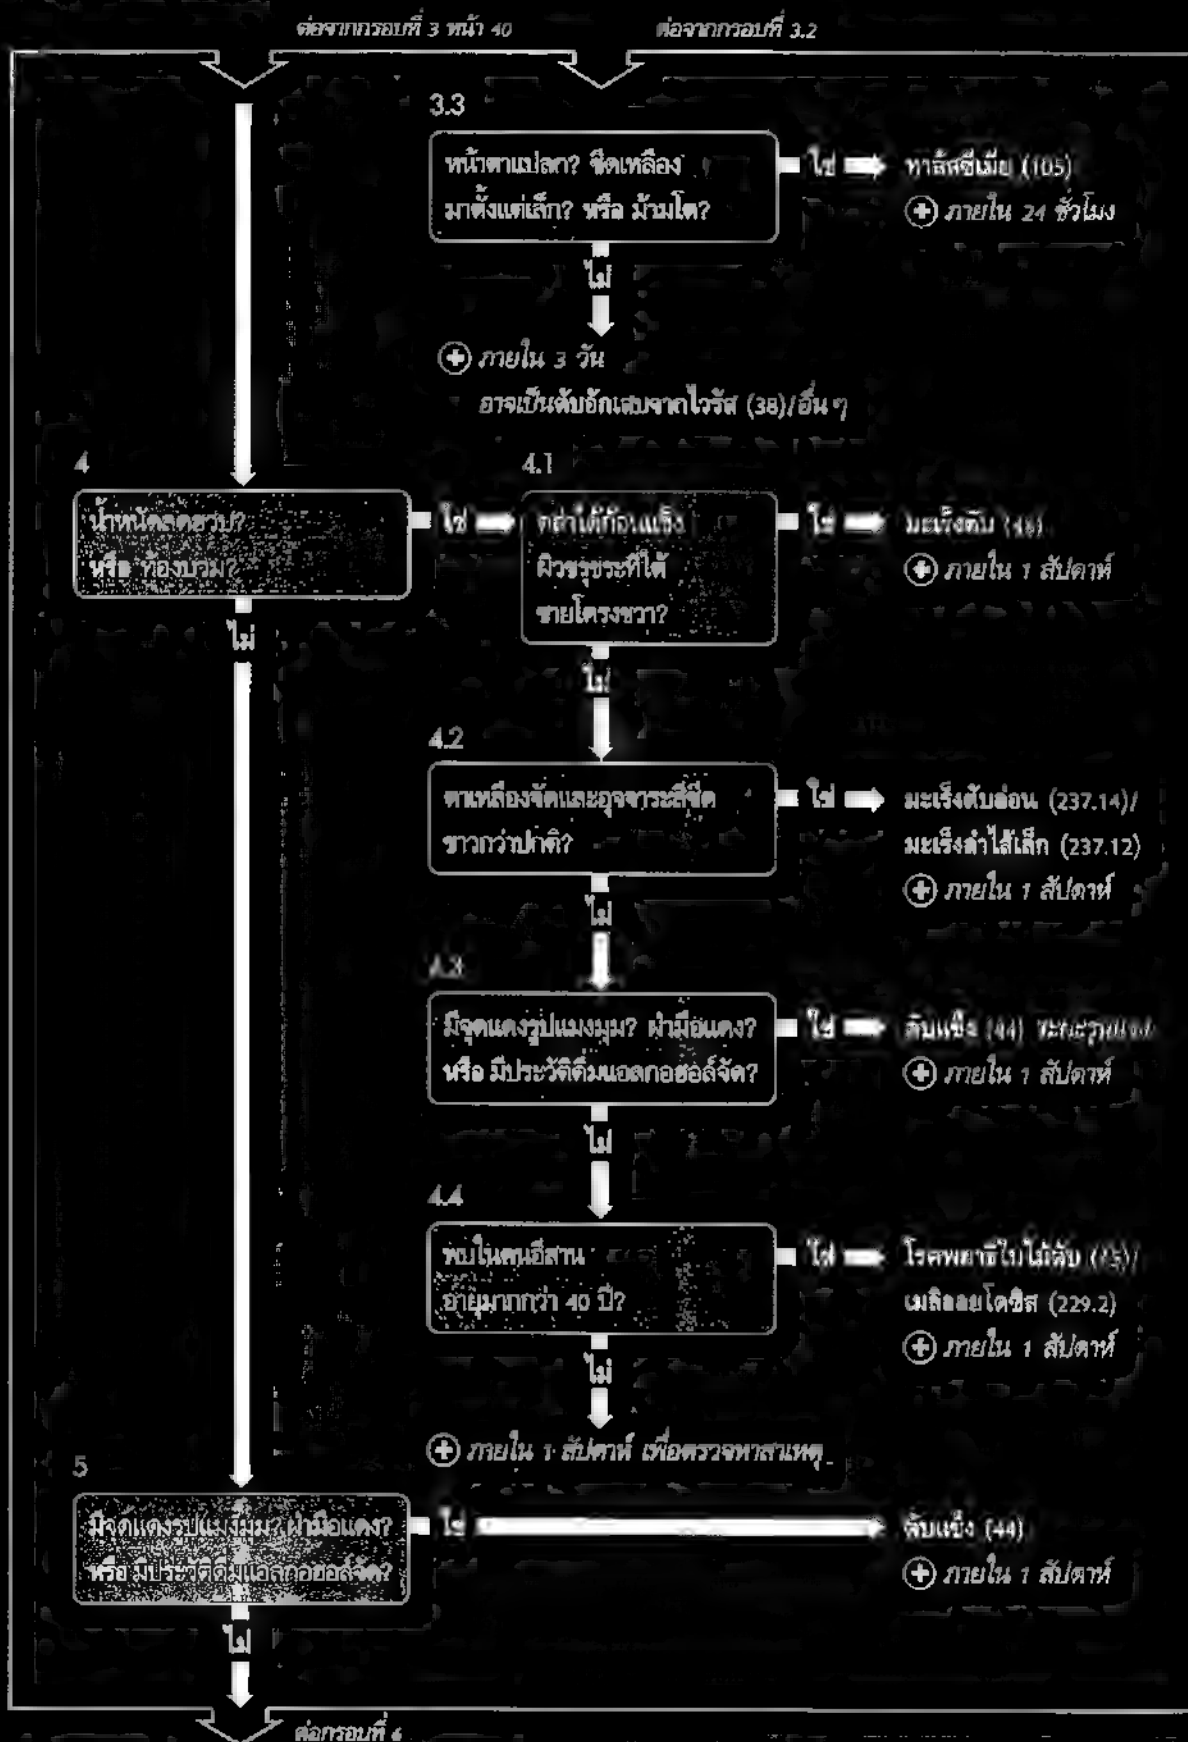 ต่อจากกรอบที่ 3 หน้า 40
ต่อจากกรอบที่ 3.2
3.3
หน้าตาแปลก? ซีดเหลือง
มาตั้งแต่เล็ก? หรือ ม้ามโต?
ใช่
ทาลัสซีเมีย (105)
ภายใน 24 ชั่วโมง
ไม่
ภายใน 3 วัน
อาจเป็นตับอักเสบจากไวรัส (38)/อื่น ๆ
4
น้ำหนักลดฮวบ?
หรือ ท้องบวม?
ใช่
ไม่
4.1
คลำได้ก้อนแข็ง
ผิวขรุขระที่ใต้
ชายโครงขวา?
ใช่
มะเร็งตับ
ภายใน 1 สัปดาห์
ไม่
4.2
ตาเหลืองจัดและอุจจาระสีซีด
ขาวกว่าปกติ?
ใช่
มะเร็งตับอ่อน (237.14)/
มะเร็งลำไส้เล็ก (237.12)
ภายใน 1 สัปดาห์
ไม่
4.3
มีจุดแดงรูปแมงมุม? ฝ่ามือแดง?
หรือ มีประวัติดื่มแอลกอฮอล์จัด?
ใช่
ตับแข็ง (44)
ภายใน 1 สัปดาห์
ไม่
4.4
พบในคนอีสาน
อายุมากกว่า 40 ปี?
ใช่
โรคพยาธิใบไม้ตับ
เมลิออยโดซิส (229.2)
ภายใน 1 สัปดาห์
ไม่
ภายใน 1 สัปดาห์ เพื่อตรวจหาสาเหตุ
5
มีจุดแดงรูปแมงมุม? ฝ่ามือแดง?
หรือ มีประวัติดื่มแอลกอฮอล์จัด?
ใช่
ตับแข็ง (44)
ภายใน 1 สัปดาห์
ไม่
ต่อกรอบที่ 6